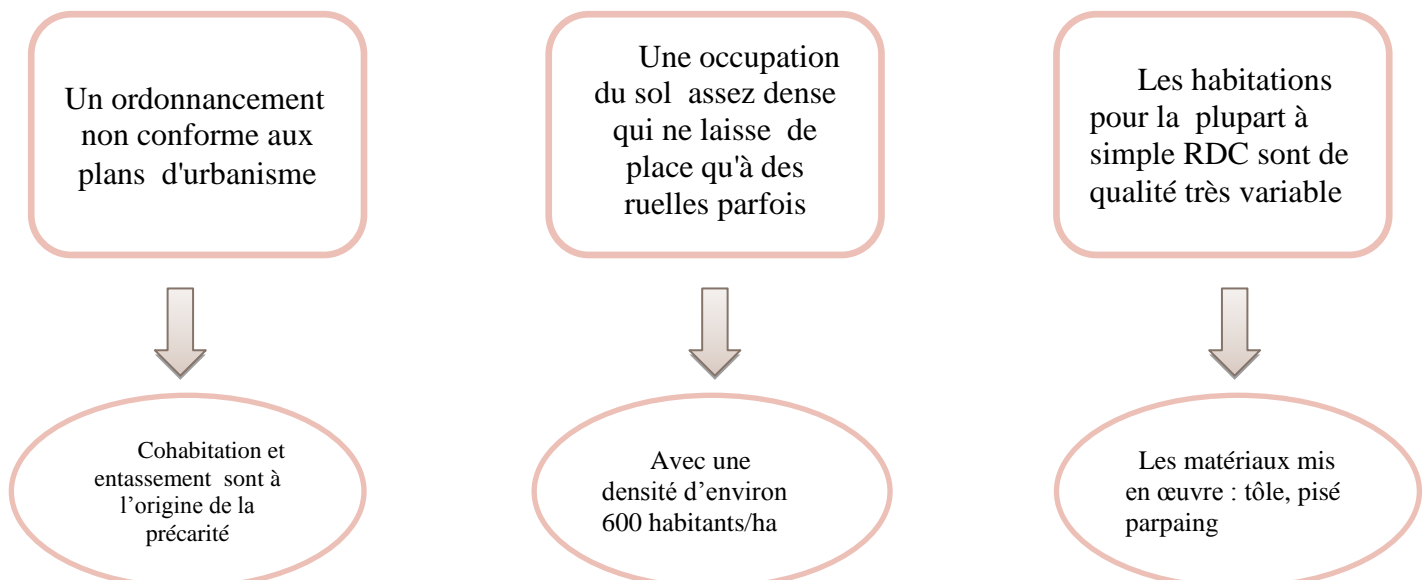 Un ordonnancement
non conforme aux
plans d'urbanisme
Une occupation
du sol assez dense
qui ne laisse de
place qu'à des
ruelles parfois
Les habitations
pour la plupart à
simple RDC sont de
qualité très variable
Cohabitation et
entassement sont à
l’origine de la
précarité
Avec une
densité d’environ
600 habitants/ha
Les matériaux mis
en œuvre : tôle, pisé
parpaing